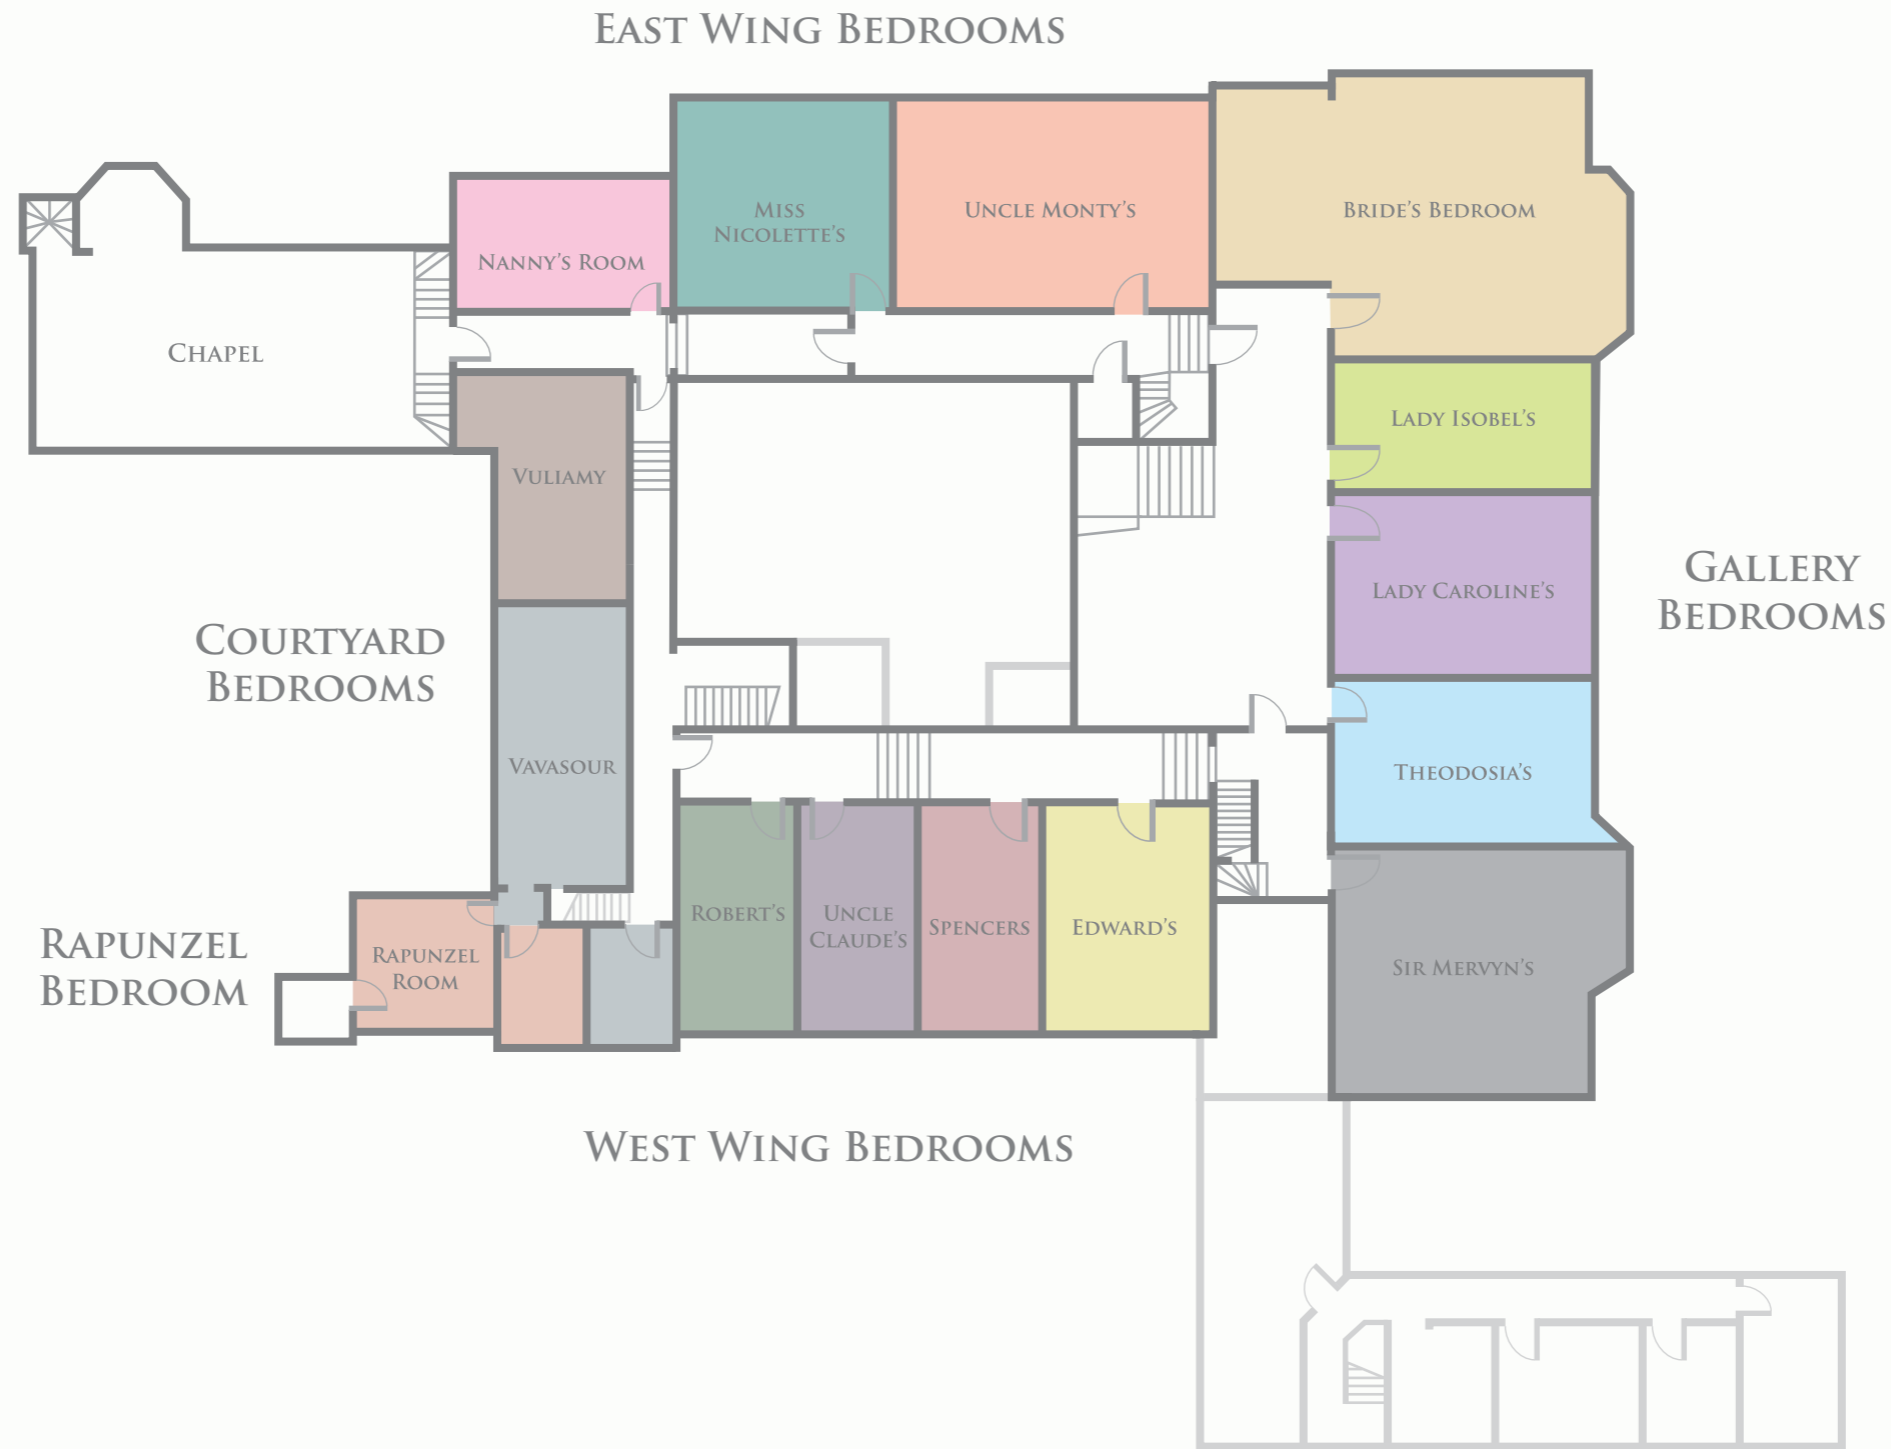 East Wing Bedrooms
Bride's Bedroom
Miss
Nicolette's
Uncle Monty's
Nanny's Room
Chapel
Lady Isobel's
Vuliamy
Gallery
Bedrooms
Lady Caroline's
Courtyard
Bedrooms
Vavasour
Theodosia's
Robert's
Uncle
Claude's
Spencers
Edward's
Sir Mervyn's
Rapunzel
Bedroom
Rapunzel
Room
West Wing Bedrooms